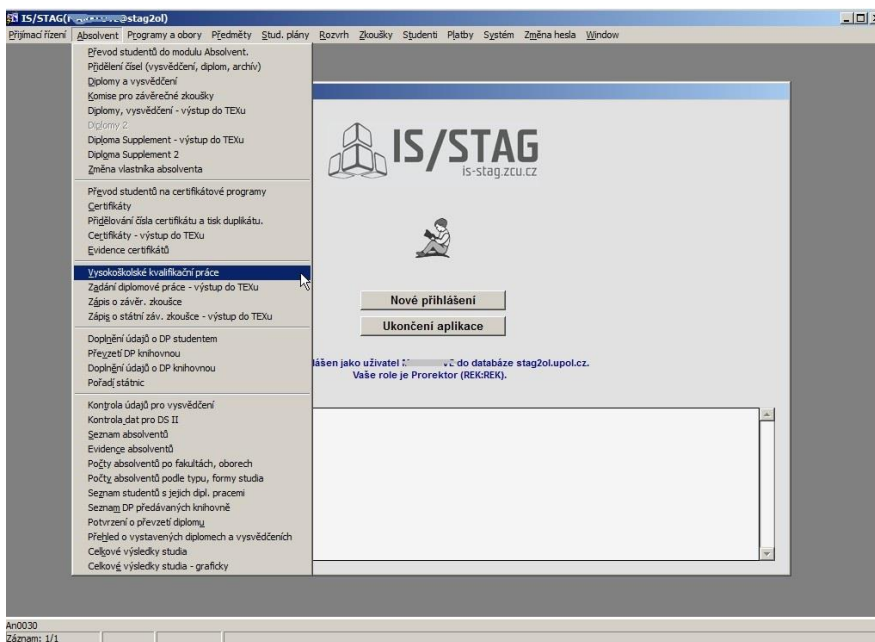 IS/STAG( @stag2ol)
Přijímací řízení Absolvent Programy a obory Předměty Stud. plány Rozvrh Zkoušky Studenti Platby Systém Změna hesla Window
Převod studentů do modulu Absolvent.
Přidělení čísel (vysvědčení, diplom, archív)
Diplomy a vysvědčení
Komise pro závěrečné zkoušky
Diplomy, vysvědčení - výstup do TEXu
Diplomy 2
Diploma Supplement - výstup do TEXu
Diploma Supplement 2
Změna vlastníka absolventa
Převod studentů na certifikátové programy
Certifikáty
Přidělování čísla certifikátu a tisk duplikátu.
Certifikáty - výstup do TEXu
Evidence certifikátů
Vysokoškolské kvalifikační práce
Zadání diplomové práce - výstup do TEXu
Zápis o závěr. zkoušce
Zápis o státní záv. zkoušce - výstup do TEXu
Doplnění údajů o DP studentem
Převzetí DP knihovnou
Doplnění údajů o DP knihovnou
Pořadí státnic
Kontrola údajů pro vysvědčení
Kontrola dat pro DS II
Seznam absolventů
Evidence absolventů
Počty absolventů po fakultách, oborech
Počty absolventů podle typu, formy studia
Seznam studentů s jejich dipl. pracemi
Seznam DP předávaných knihovně
Potvrzení o převzetí diplomu
Přehled o vystavených diplomech a vysvědčeních
Celkové výsledky studia
Celkové výsledky studia - graficky
IS/STAG
is-stag.zcu.cz
Nové přihlášení
Ukončení aplikace
lášen jako uživatel do databáze stag2ol.upol.cz.
Vaše role je Prorektor (REK:REK).
An0030
Záznam: 1/1